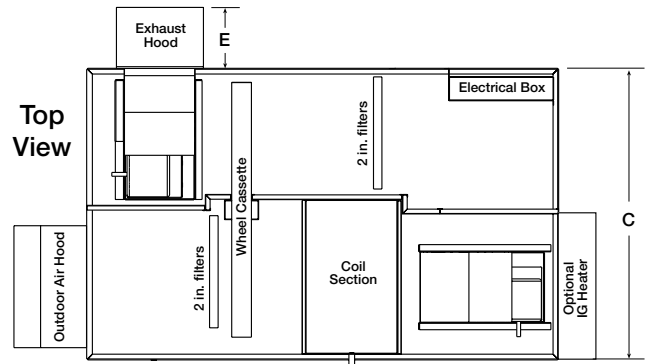 Exhaust
Hood
E
Top
View
Electrical Box
2 in. filters
Wheel Cassette
C
2 in. filters
Outdoor Air Hood
Coil
Section
Optional
IG Heater